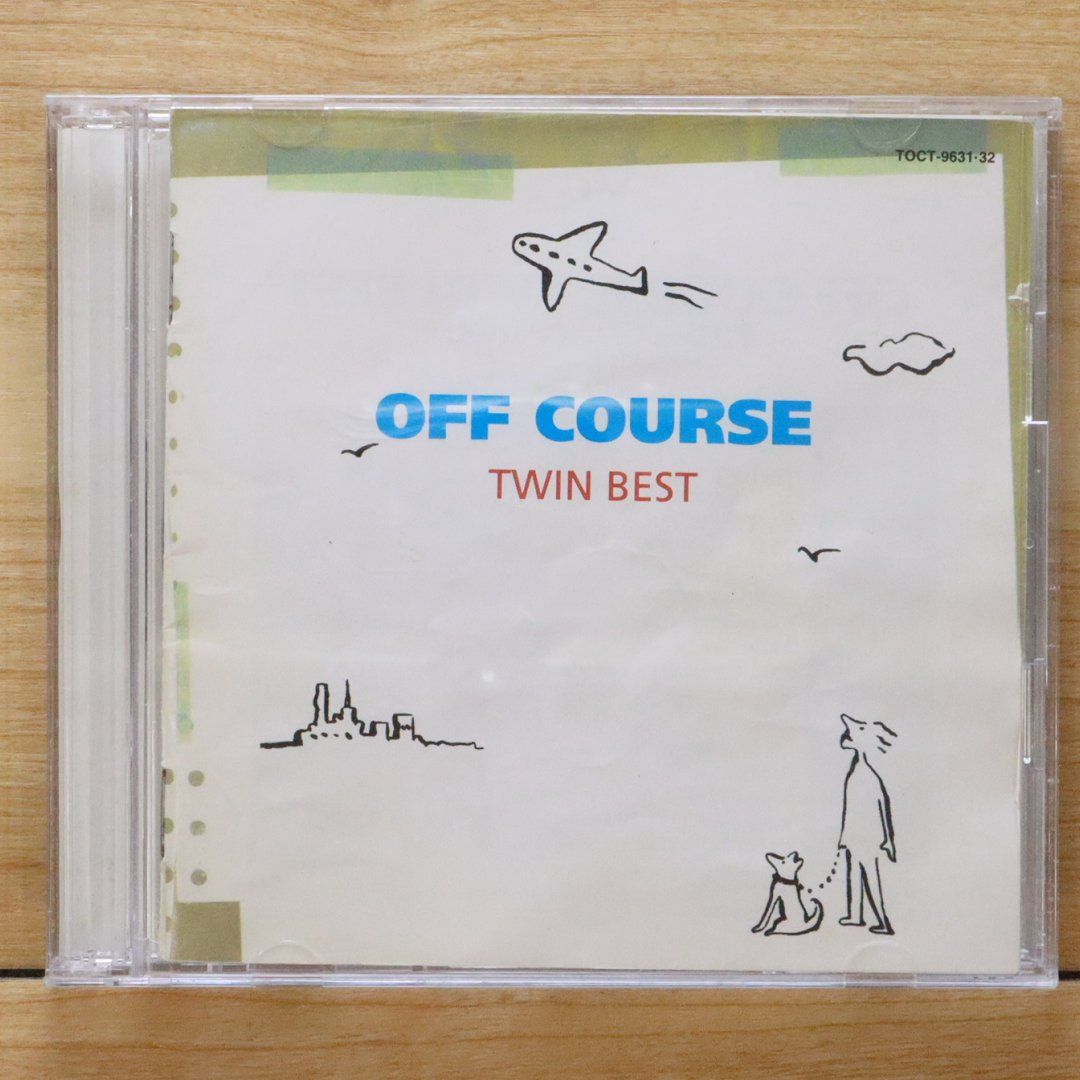 TOCT-9631·32
OFF COURSE
TWIN BEST